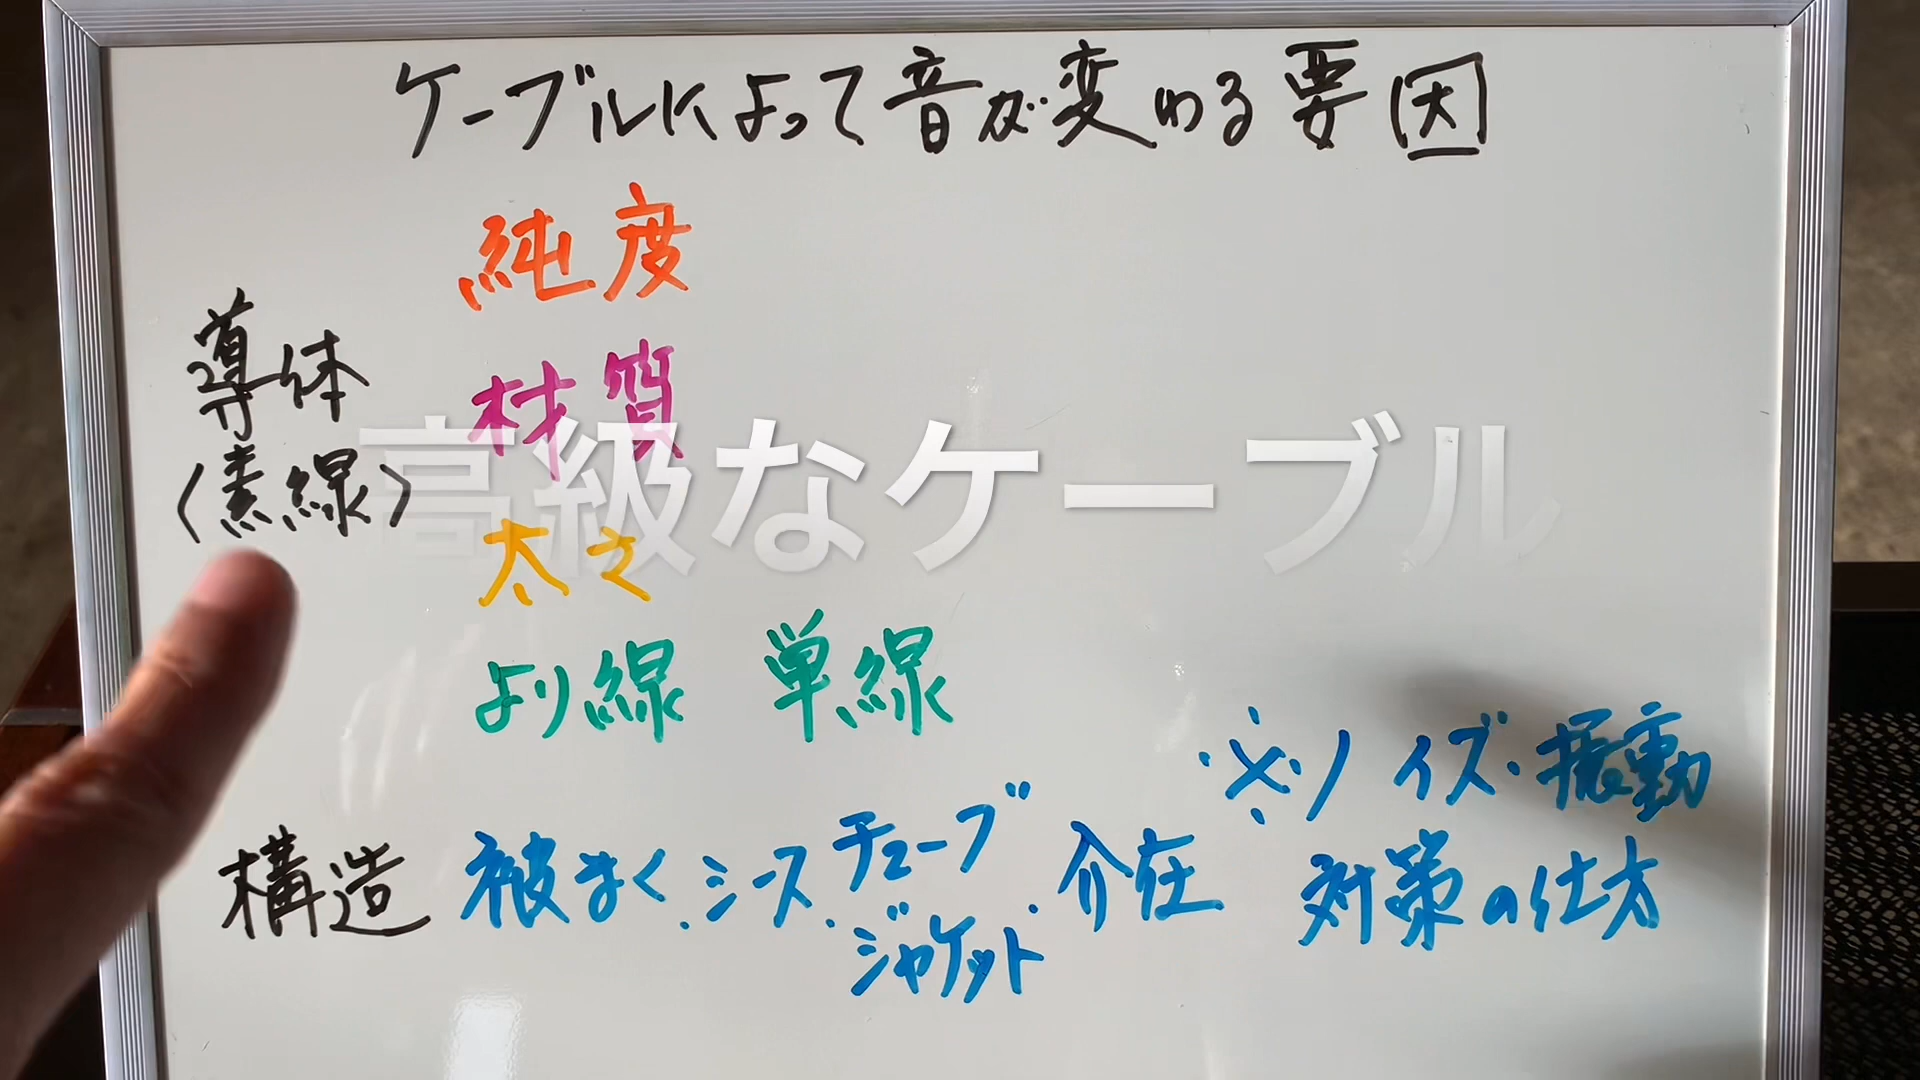 ケーブルによって音が変わる要因
純度
導体
材質
高級なケーブル
(素線)
太さ
より線 単線
※ノイズ・振動
対策の仕方
構造 被まく・シース・チューブ・介在
ジャケット